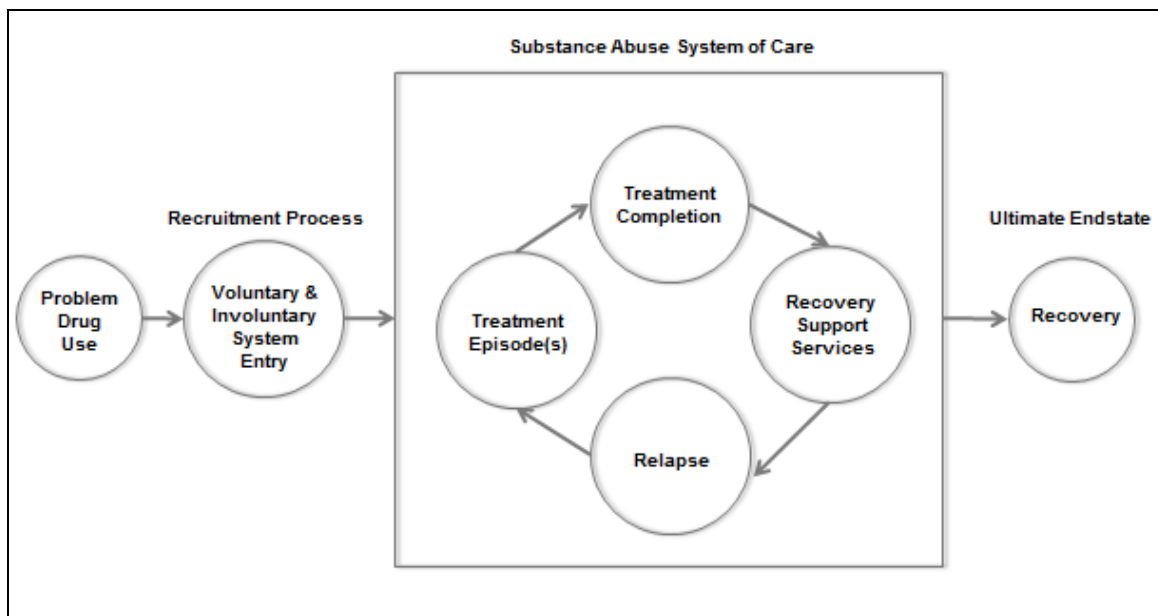 Substance Abuse System of Care
Recruitment Process
Ultimate Endstate
Problem
Drug
Use
Voluntary &
Involuntary
System
Entry
Treatment
Episode(s)
Treatment
Completion
Recovery
Support
Services
Relapse
Recovery